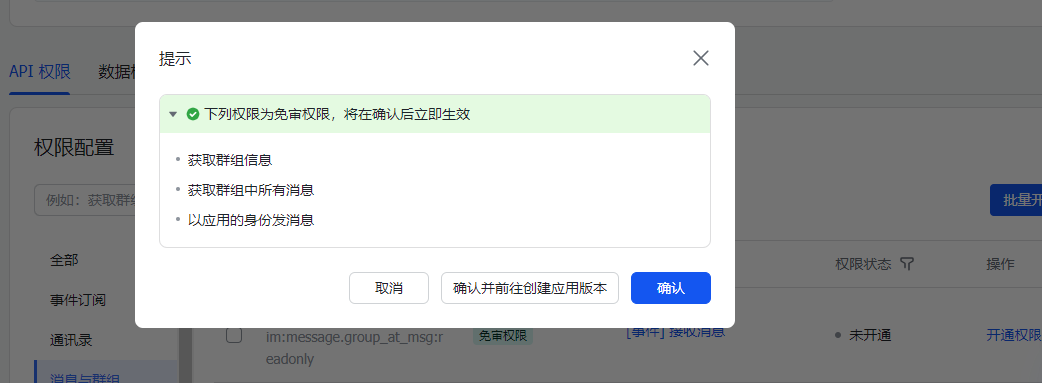 提示
API 权限
下列权限为免审权限，将在确认后立即生效
权限配置
获取群组信息
获取群组中所有消息
例如：获取群
批量开
以应用的身份发消息
全部
权限状态
操作
取消
确认并前往创建应用版本
确认
事件订阅
im:message.group_at_msg:r
eadonly
免审权限
[事件] 接收消息
未开通
开通权限
通讯录
消息与群组